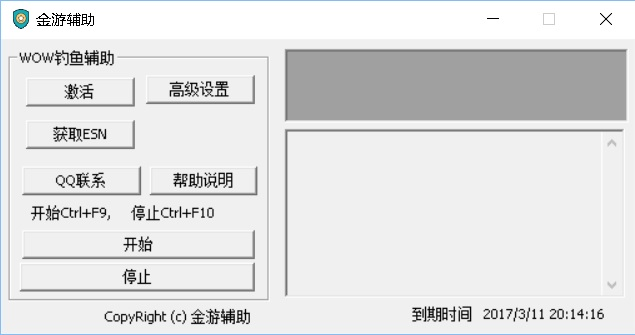 金游辅助
WOW钓鱼辅助
激活
高级设置
获取ESN
QQ联系
帮助说明
开始Ctrl+F9, 停止Ctrl+F10
开始
停止
CopyRight (c) 金游辅助
到期时间 2017/3/11 20:14:16